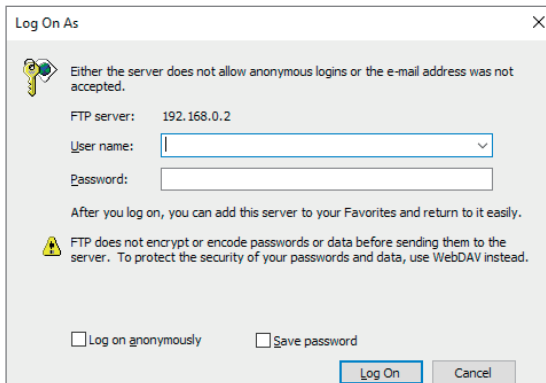 Log On As
Either the server does not allow anonymous logins or the e-mail address was not
accepted.
FTP server: 192.168.0.2
User name:
Password:
After you log on, you can add this server to your Favorites and return to it easily.
FTP does not encrypt or encode passwords or data before sending them to the
server. To protect the security of your passwords and data, use WebDAV instead.
Log on anonymously Save password
Log On Cancel